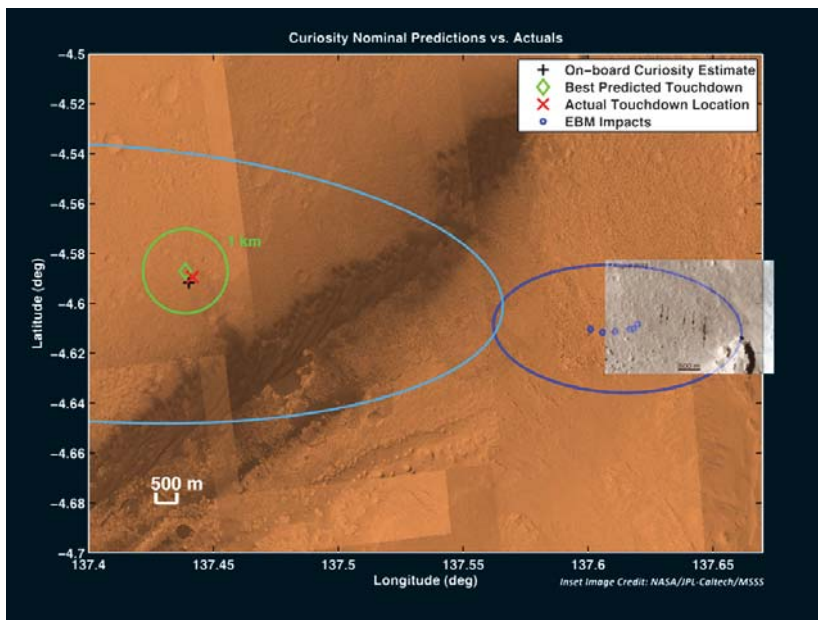 Curiosity Nominal Predictions vs. Actuals
On-board Curiosity Estimate
Best Predicted Touchdown
Actual Touchdown Location
EBM Impacts
-4.5
-4.52
-4.54
-4.56
-4.58
-4.6
-4.62
-4.64
-4.66
-4.68
-4.7
Latitude (deg)
1 km
500 m
500 m
137.4
137.45
137.5
137.55
137.6
137.65
Longitude (deg)
Inset Image Credit: NASA/JPL-Caltech/MSSS